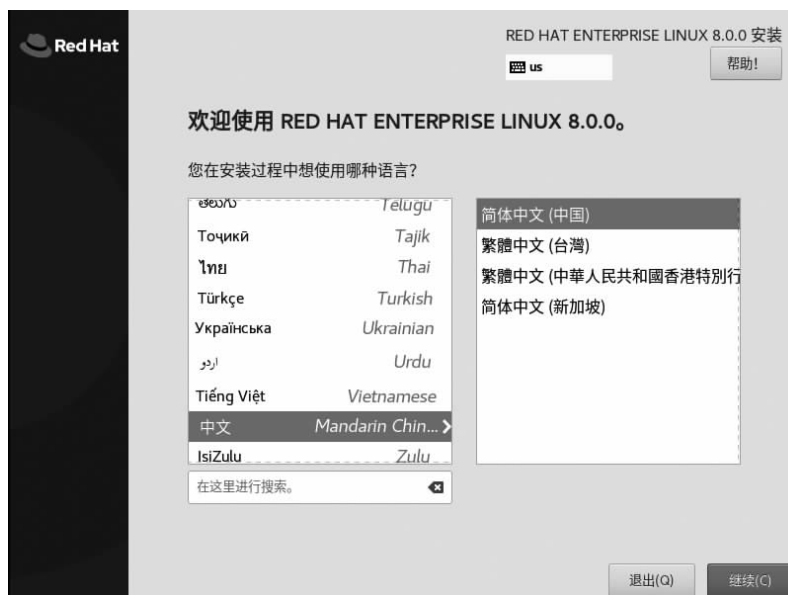 Red Hat
RED HAT ENTERPRISE LINUX 8.0.0 安装
us
帮助!
欢迎使用 RED HAT ENTERPRISE LINUX 8.0.0。
您在安装过程中想使用哪种语言?
తెలుగు Telugu
Тоҷикӣ Tajik
ไทย Thai
Türkçe Turkish
Українська Ukrainian
اردو Urdu
Tiếng Việt Vietnamese
中文 Mandarin Chin...
IsiZulu Zulu
在这里进行搜索。
简体中文 (中国)
繁體中文 (台灣)
繁體中文 (中華人民共和國香港特別行
简体中文 (新加坡)
退出(Q)
继续(C)